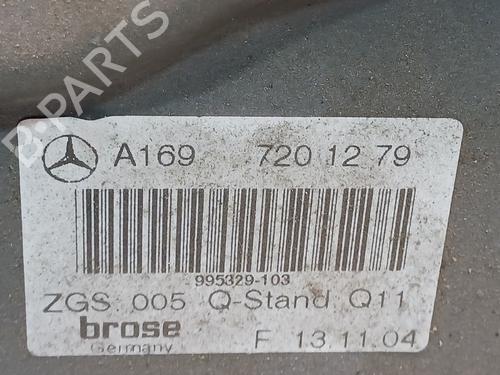 B-PARTS
A169 720 12 79
995329-103
ZGS 005 Q-Stand Q11
brose
Germany F 13.11.04